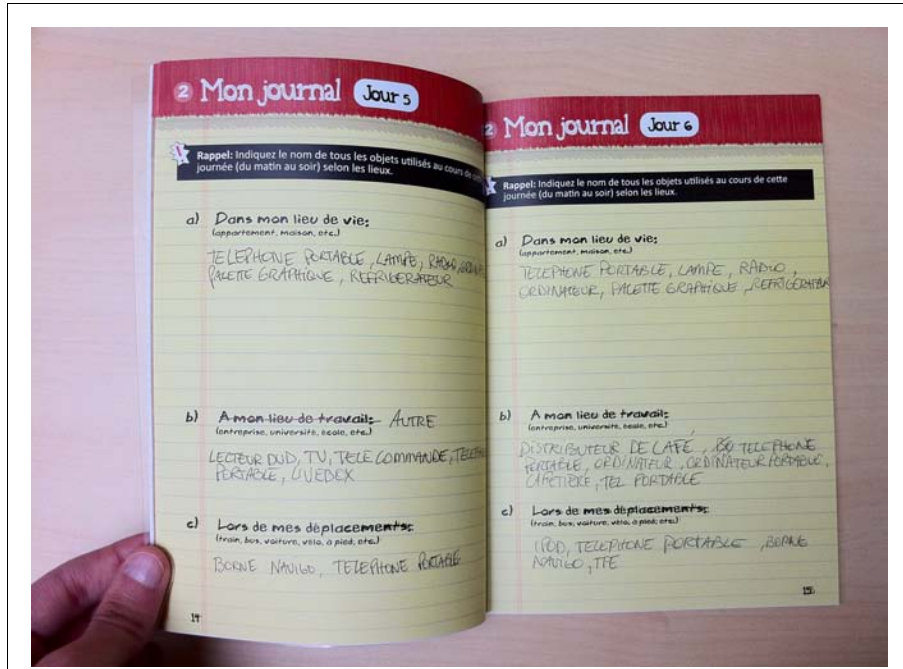 2 Mon journal Jour 5
Rappel: Indiquez le nom de tous les objets utilisés au cours de
journée (du matin au soir) selon les lieux.
a) Dans mon lieu de vie:
(appartement, maison, etc.)
TELEPHONE PORTABLE, LAMPE, RADIO,
PALETTE GRAPHIQUE, REFRIGERATEUR
b) A mon lieu de travail: AUTRE
(entreprise, université, école, etc.)
LECTEUR DVD, TV, TELECOMMANDE,
PORTABLE, LIVEBOX
c) Lors de mes déplacements:
(train, bus, voiture, vélo, à pied, etc.)
BORNE NAVIGO, TELEPHONE PORTABLE
14
2 Mon journal Jour 6
Rappel: Indiquez le nom de tous les objets utilisés au cours de cette
journée (du matin au soir) selon les lieux.
a) Dans mon lieu de vie:
(appartement, maison, etc.)
TELEPHONE PORTABLE, LAMPE, RADIO,
ORDINATEUR, PALETTE GRAPHIQUE, REFRIGERATEUR
b) A mon lieu de travail:
(entreprise, université, école, etc.)
DISTRIBUTEUR DE CAFE, TELEPHONE
PORTABLE, ORDINATEUR, ORDINATEUR PORTABLE,
CAFETIERE, TEL PORTABLE
c) Lors de mes déplacements:
(train, bus, voiture, vélo, à pied, etc.)
IPOD, TELEPHONE PORTABLE, BORNE
NAVIGO, TPE
15